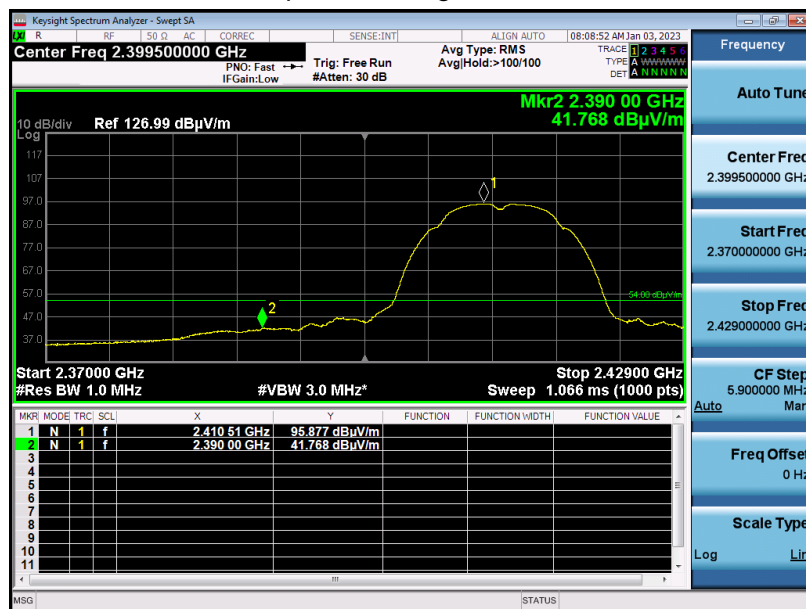 Keysight Spectrum Analyzer - Swept SA
LXI R RF 50 Ω AC CORREC SENSE:INT ALIGN AUTO 08:08:52 AM Jan 03, 2023
Center Freq 2.399500000 GHz
PNO: Fast
IFGain:Low
Trig: Free Run
#Atten: 30 dB
Avg Type: RMS
Avg|Hold:>100/100
TRACE 1 2 3 4 5 6
TYPE A WWWWW
DET A N N N N N
Mkr2 2.390 00 GHz
41.768 dBµV/m
10 dB/div Ref 126.99 dBµV/m
Log
117
107
97.0
87.0
77.0
67.0
57.0
47.0
37.0
1
2
54.00 dBµV/m
Start 2.37000 GHz Stop 2.42900 GHz
#Res BW 1.0 MHz #VBW 3.0 MHz* Sweep 1.066 ms (1000 pts)
MKR MODE TRC SCL X Y FUNCTION FUNCTION WIDTH FUNCTION VALUE
1 N 1 f 2.410 51 GHz 95.877 dBµV/m
2 N 1 f 2.390 00 GHz 41.768 dBµV/m
3
4
5
6
7
8
9
10
11
MSG STATUS
Frequency
Auto Tune
Center Freq
2.399500000 GHz
Start Freq
2.370000000 GHz
Stop Freq
2.429000000 GHz
CF Step
5.900000 MHz
Auto Man
Freq Offset
0 Hz
Scale Type
Log Lin